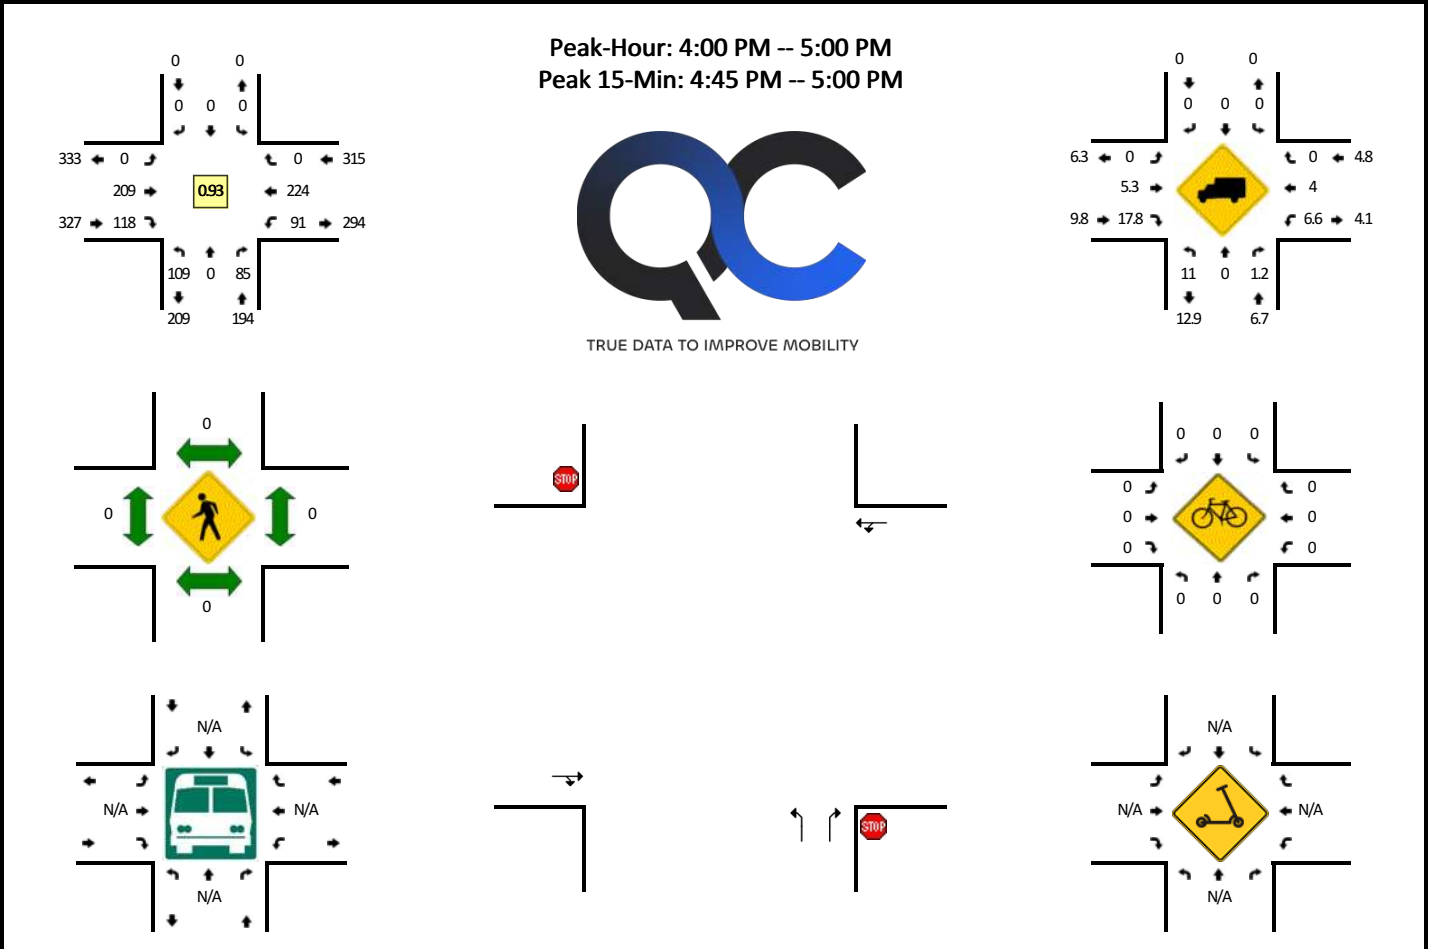 Peak-Hour: 4:00 PM -- 5:00 PM
Peak 15-Min: 4:45 PM -- 5:00 PM
0 0
0 0 0
333 0 0 315
209 0.93 224
327 118 91 294
109 0 85
209 194
TRUE DATA TO IMPROVE MOBILITY
0 0
0 0 0
6.3 0 0 4.8
5.3 4
9.8 17.8 6.6 4.1
11 0 1.2
12.9 6.7
0
0 0
0
STOP
STOP
0 0 0
0 0
0 0
0 0
0 0 0
N/A
N/A N/A
N/A
N/A
N/A N/A
N/A